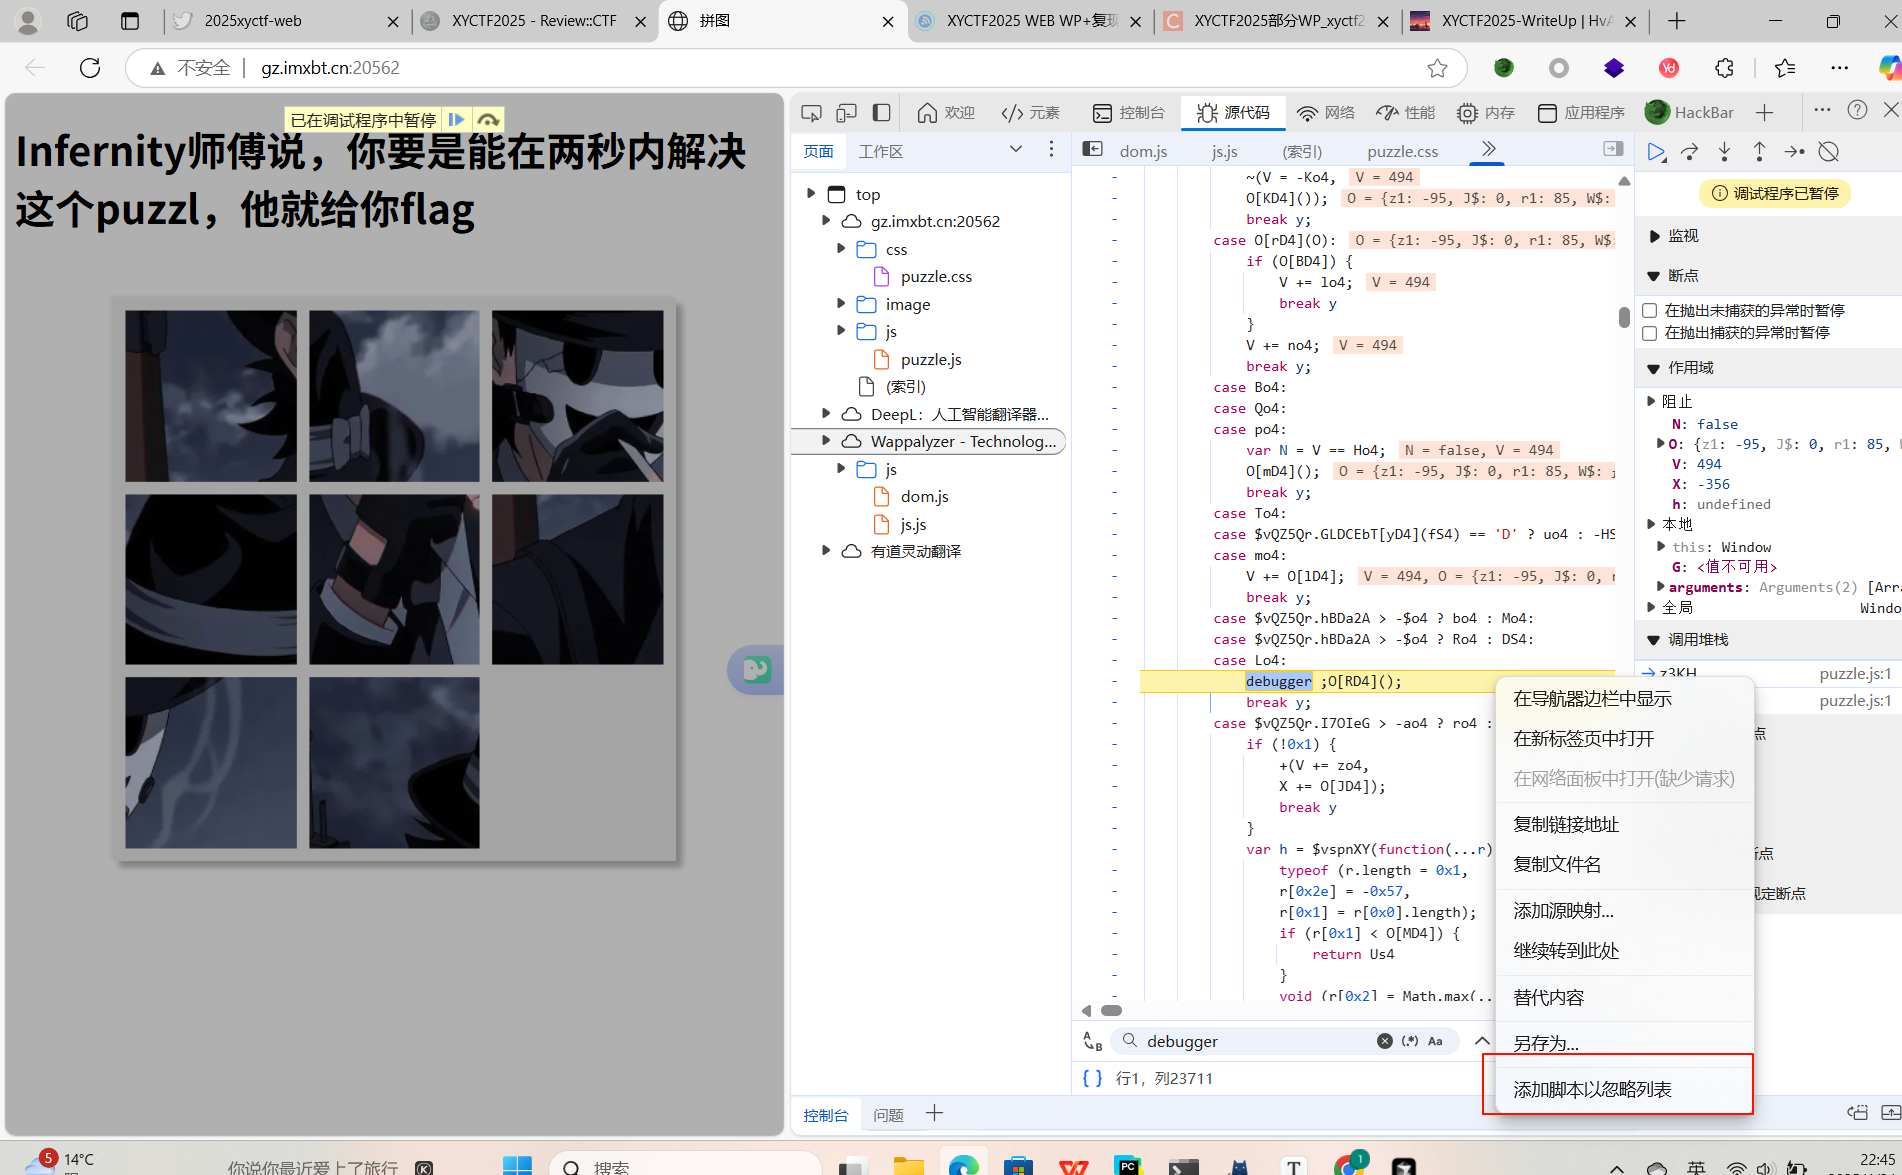 2025xyctf-web
XYCTF2025 - Review::CTF
拼图
XYCTF2025 WEB WP+复现
XYCTF2025部分WP_xyctf2
XYCTF2025-WriteUp | HvA
不安全
gz.imxbt.cn:20562
已在调试程序中暂停
Infernity师傅说，你要是能在两秒内解决
这个puzzl，他就给你flag
欢迎
元素
控制台
源代码
网络
性能
内存
应用程序
HackBar
页面
工作区
top
gz.imxbt.cn:20562
css
puzzle.css
image
js
puzzle.js
(索引)
DeepL：人工智能翻译器...
Wappalyzer - Technolog...
js
dom.js
js.js
有道灵动翻译
dom.js
js.js
(索引)
puzzle.css
~(V = -Ko4, V = 494
O[KD4]()); O = {z1: -95, J$: 0, r1: 85, W$:
break y;
case O[rD4](O): O = {z1: -95, J$: 0, r1: 85, W$:
if (O[BD4]) {
V += lo4; V = 494
break y
}
V += no4; V = 494
break y;
case Bo4:
case Qo4:
case po4:
var N = V == Ho4; N = false, V = 494
O[mD4](); O = {z1: -95, J$: 0, r1: 85, W$: i
break y;
case To4:
case $vQZ5Qr.GLDCEbT[yD4](fS4) == 'D' ? uo4 : -HS
case mo4:
V += O[lD4]; V = 494, O = {z1: -95, J$: 0, r
break y;
case $vQZ5Qr.hBDa2A > -$o4 ? bo4 : Mo4:
case $vQZ5Qr.hBDa2A > -$o4 ? Ro4 : DS4:
case Lo4:
debugger ;O[RD4]();
break y;
case $vQZ5Qr.I7OIeG > -ao4 ? ro4 :
if (!0x1) {
+(V += zo4,
X += O[JD4]);
break y
}
var h = $vspnXY(function(...r)
typeof (r.length = 0x1,
r[0x2e] = -0x57,
r[0x1] = r[0x0].length);
if (r[0x1] < O[MD4]) {
return Us4
}
void (r[0x2] = Math.max(..
debugger
(.*)
Aa
{ }
行1，列23711
控制台
问题
调试程序已暂停
监视
断点
在抛出未捕获的异常时暂停
在抛出捕获的异常时暂停
作用域
阻止
N: false
O: {z1: -95, J$: 0, r1: 85,
V: 494
X: -356
h: undefined
本地
this: Window
G: <值不可用>
arguments: Arguments(2) [Arra
全局
Windo
调用堆栈
z3KH
puzzle.js:1
puzzle.js:1
在导航器边栏中显示
在新标签页中打开
在网络面板中打开(缺少请求)
复制链接地址
复制文件名
添加源映射...
继续转到此处
替代内容
另存为...
添加脚本以忽略列表
点
断点
规定断点
5
14°C
你说你最近爱上了旅行
搜索
英
22:45